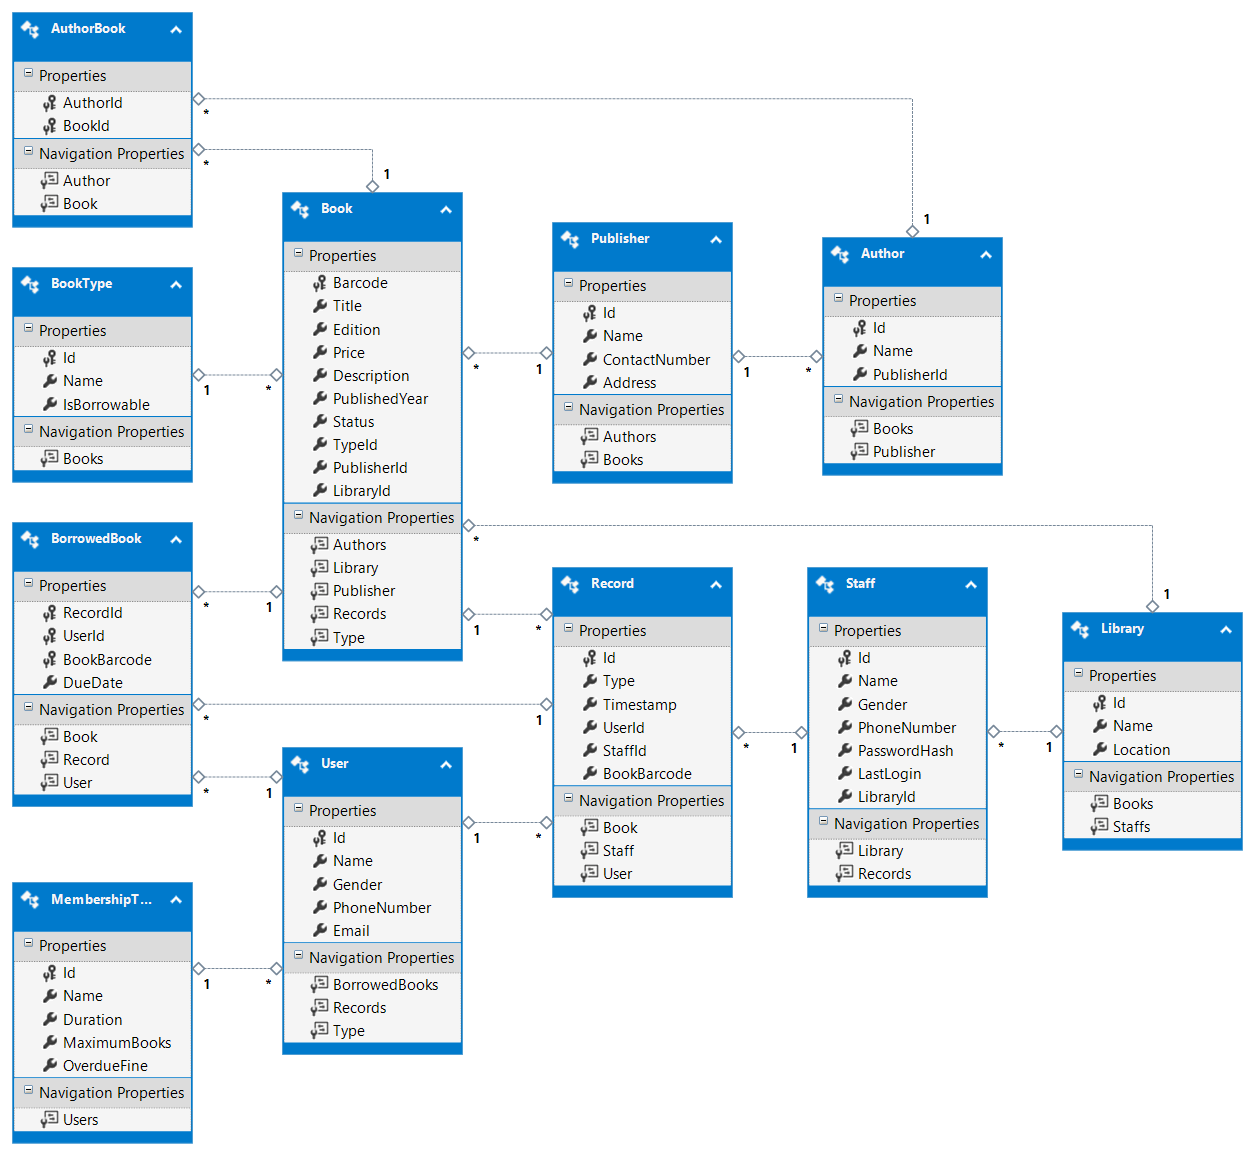 AuthorBook
Properties
AuthorId
BookId
Navigation Properties
Author
Book
*
*
1
1
BookType
Properties
Id
Name
IsBorrowable
Navigation Properties
Books
1
*
Book
Properties
Barcode
Title
Edition
Price
Description
PublishedYear
Status
TypeId
PublisherId
LibraryId
Navigation Properties
Authors
Library
Publisher
Records
Type
*
1
Publisher
Properties
Id
Name
ContactNumber
Address
Navigation Properties
Authors
Books
1
*
Author
Properties
Id
Name
PublisherId
Navigation Properties
Books
Publisher
*
1
BorrowedBook
Properties
RecordId
UserId
BookBarcode
DueDate
Navigation Properties
Book
Record
User
*
1
*
1
*
1
Record
Properties
Id
Type
Timestamp
UserId
StaffId
BookBarcode
Navigation Properties
Book
Staff
User
1
*
*
1
Staff
Properties
Id
Name
Gender
PhoneNumber
PasswordHash
LastLogin
LibraryId
Navigation Properties
Library
Records
*
1
Library
Properties
Id
Name
Location
Navigation Properties
Books
Staffs
User
Properties
Id
Name
Gender
PhoneNumber
Email
Navigation Properties
BorrowedBooks
Records
Type
1
*
MembershipT...
Properties
Id
Name
Duration
MaximumBooks
OverdueFine
Navigation Properties
Users
1
*